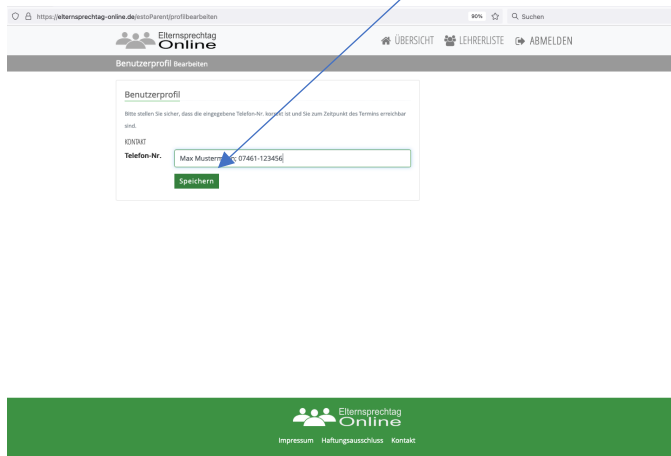 https://elternsprechtag-online.de/estoParent/profilbearbeiten
90%
Suchen
Elternsprechtag
Online
ÜBERSICHT
LEHRERLISTE
ABMELDEN
Benutzerprofil Bearbeiten
Benutzerprofil
Bitte stellen Sie sicher, dass die eingegebene Telefon-Nr. korrekt ist und Sie zum Zeitpunkt des Termins erreichbar
sind.
KONTAKT
Telefon-Nr.
Max Musterm 07461-123456
Speichern
Elternsprechtag
Online
Impressum Haftungsausschluss Kontakt